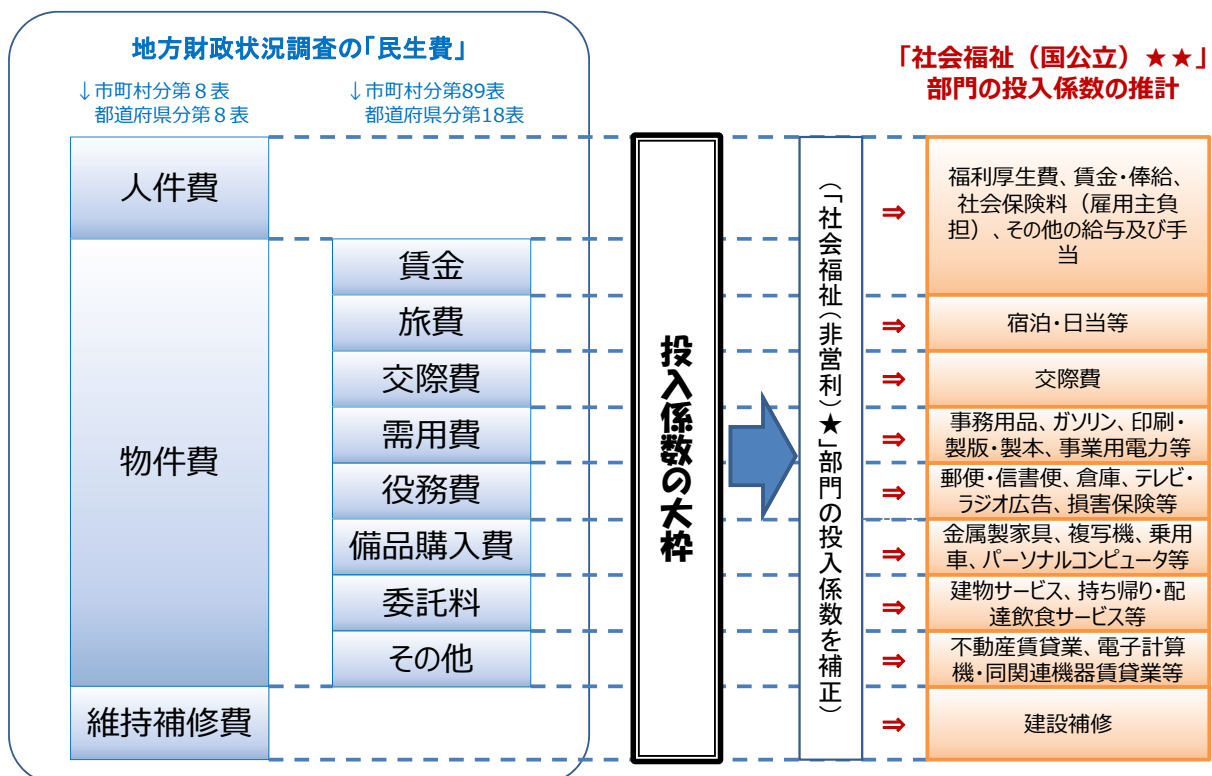 地方財政状況調査の「民生費」
↓市町村分第８表
都道府県分第８表
↓市町村分第89表
都道府県分第18表
「社会福祉（国公立）★★」
部門の投入係数の推計
人件費
物件費
維持補修費
賃金
旅費
交際費
需用費
役務費
備品購入費
委託料
その他
投入係数の大枠
（「社会福祉（非営利）★」部門の投入係数を補正）
⇒
福利厚生費、賃金・俸給、
社会保険料（雇用主負
担）、その他の給与及び手
当
⇒
宿泊・日当等
⇒
交際費
⇒
事務用品、ガソリン、印刷・
製版・製本、事業用電力等
⇒
郵便・信書便、倉庫、テレビ・
ラジオ広告、損害保険等
⇒
金属製家具、複写機、乗用
車、パーソナルコンピュータ等
⇒
建物サービス、持ち帰り・配
達飲食サービス等
⇒
不動産賃貸業、電子計算
機・同関連機器賃貸業等
⇒
建設補修